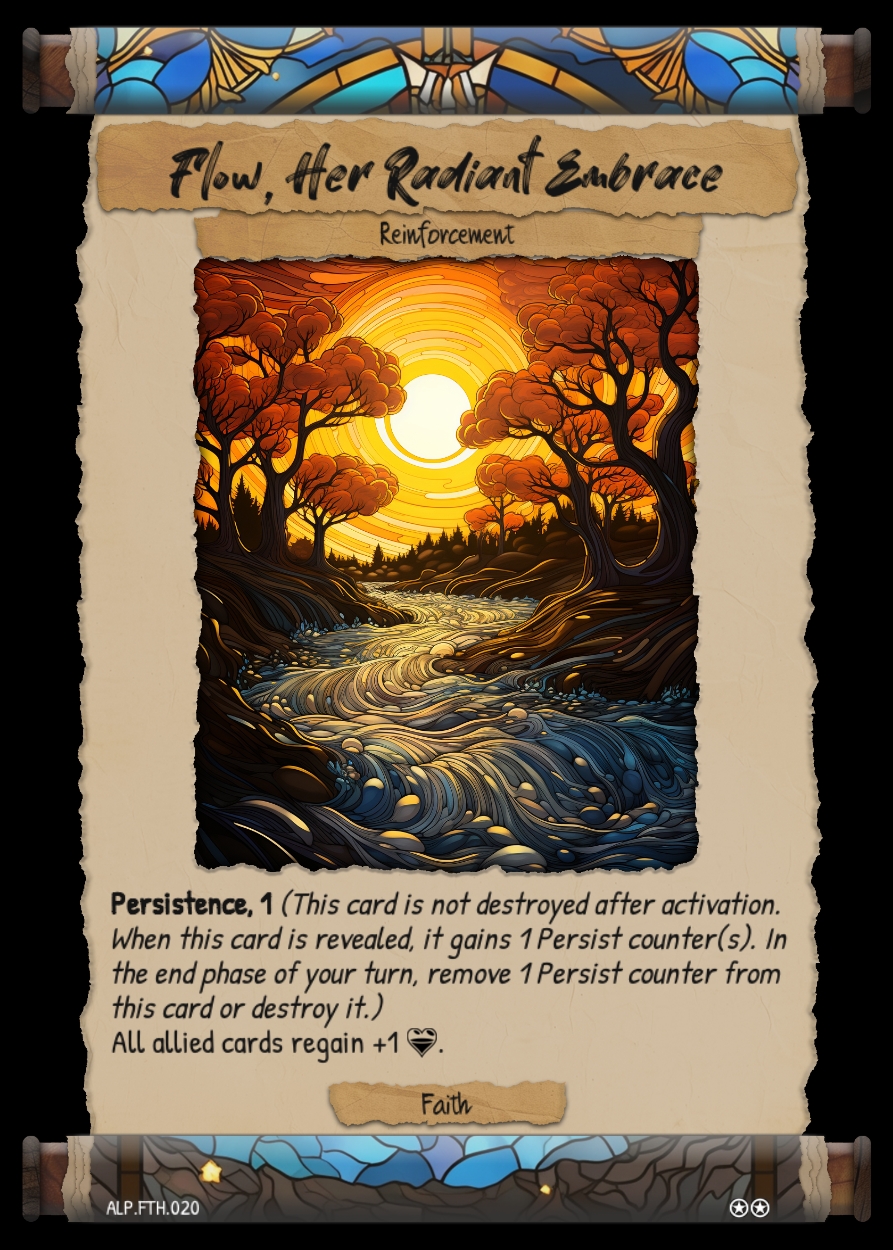 Flow, Her Radiant Embrace
Reinforcement
Persistence, 1 (This card is not destroyed after activation.
When this card is revealed, it gains 1 Persist counter(s). In
the end phase of your turn, remove 1 Persist counter from
this card or destroy it.)
All allied cards regain +1 .
Faith
ALP.FTH.020